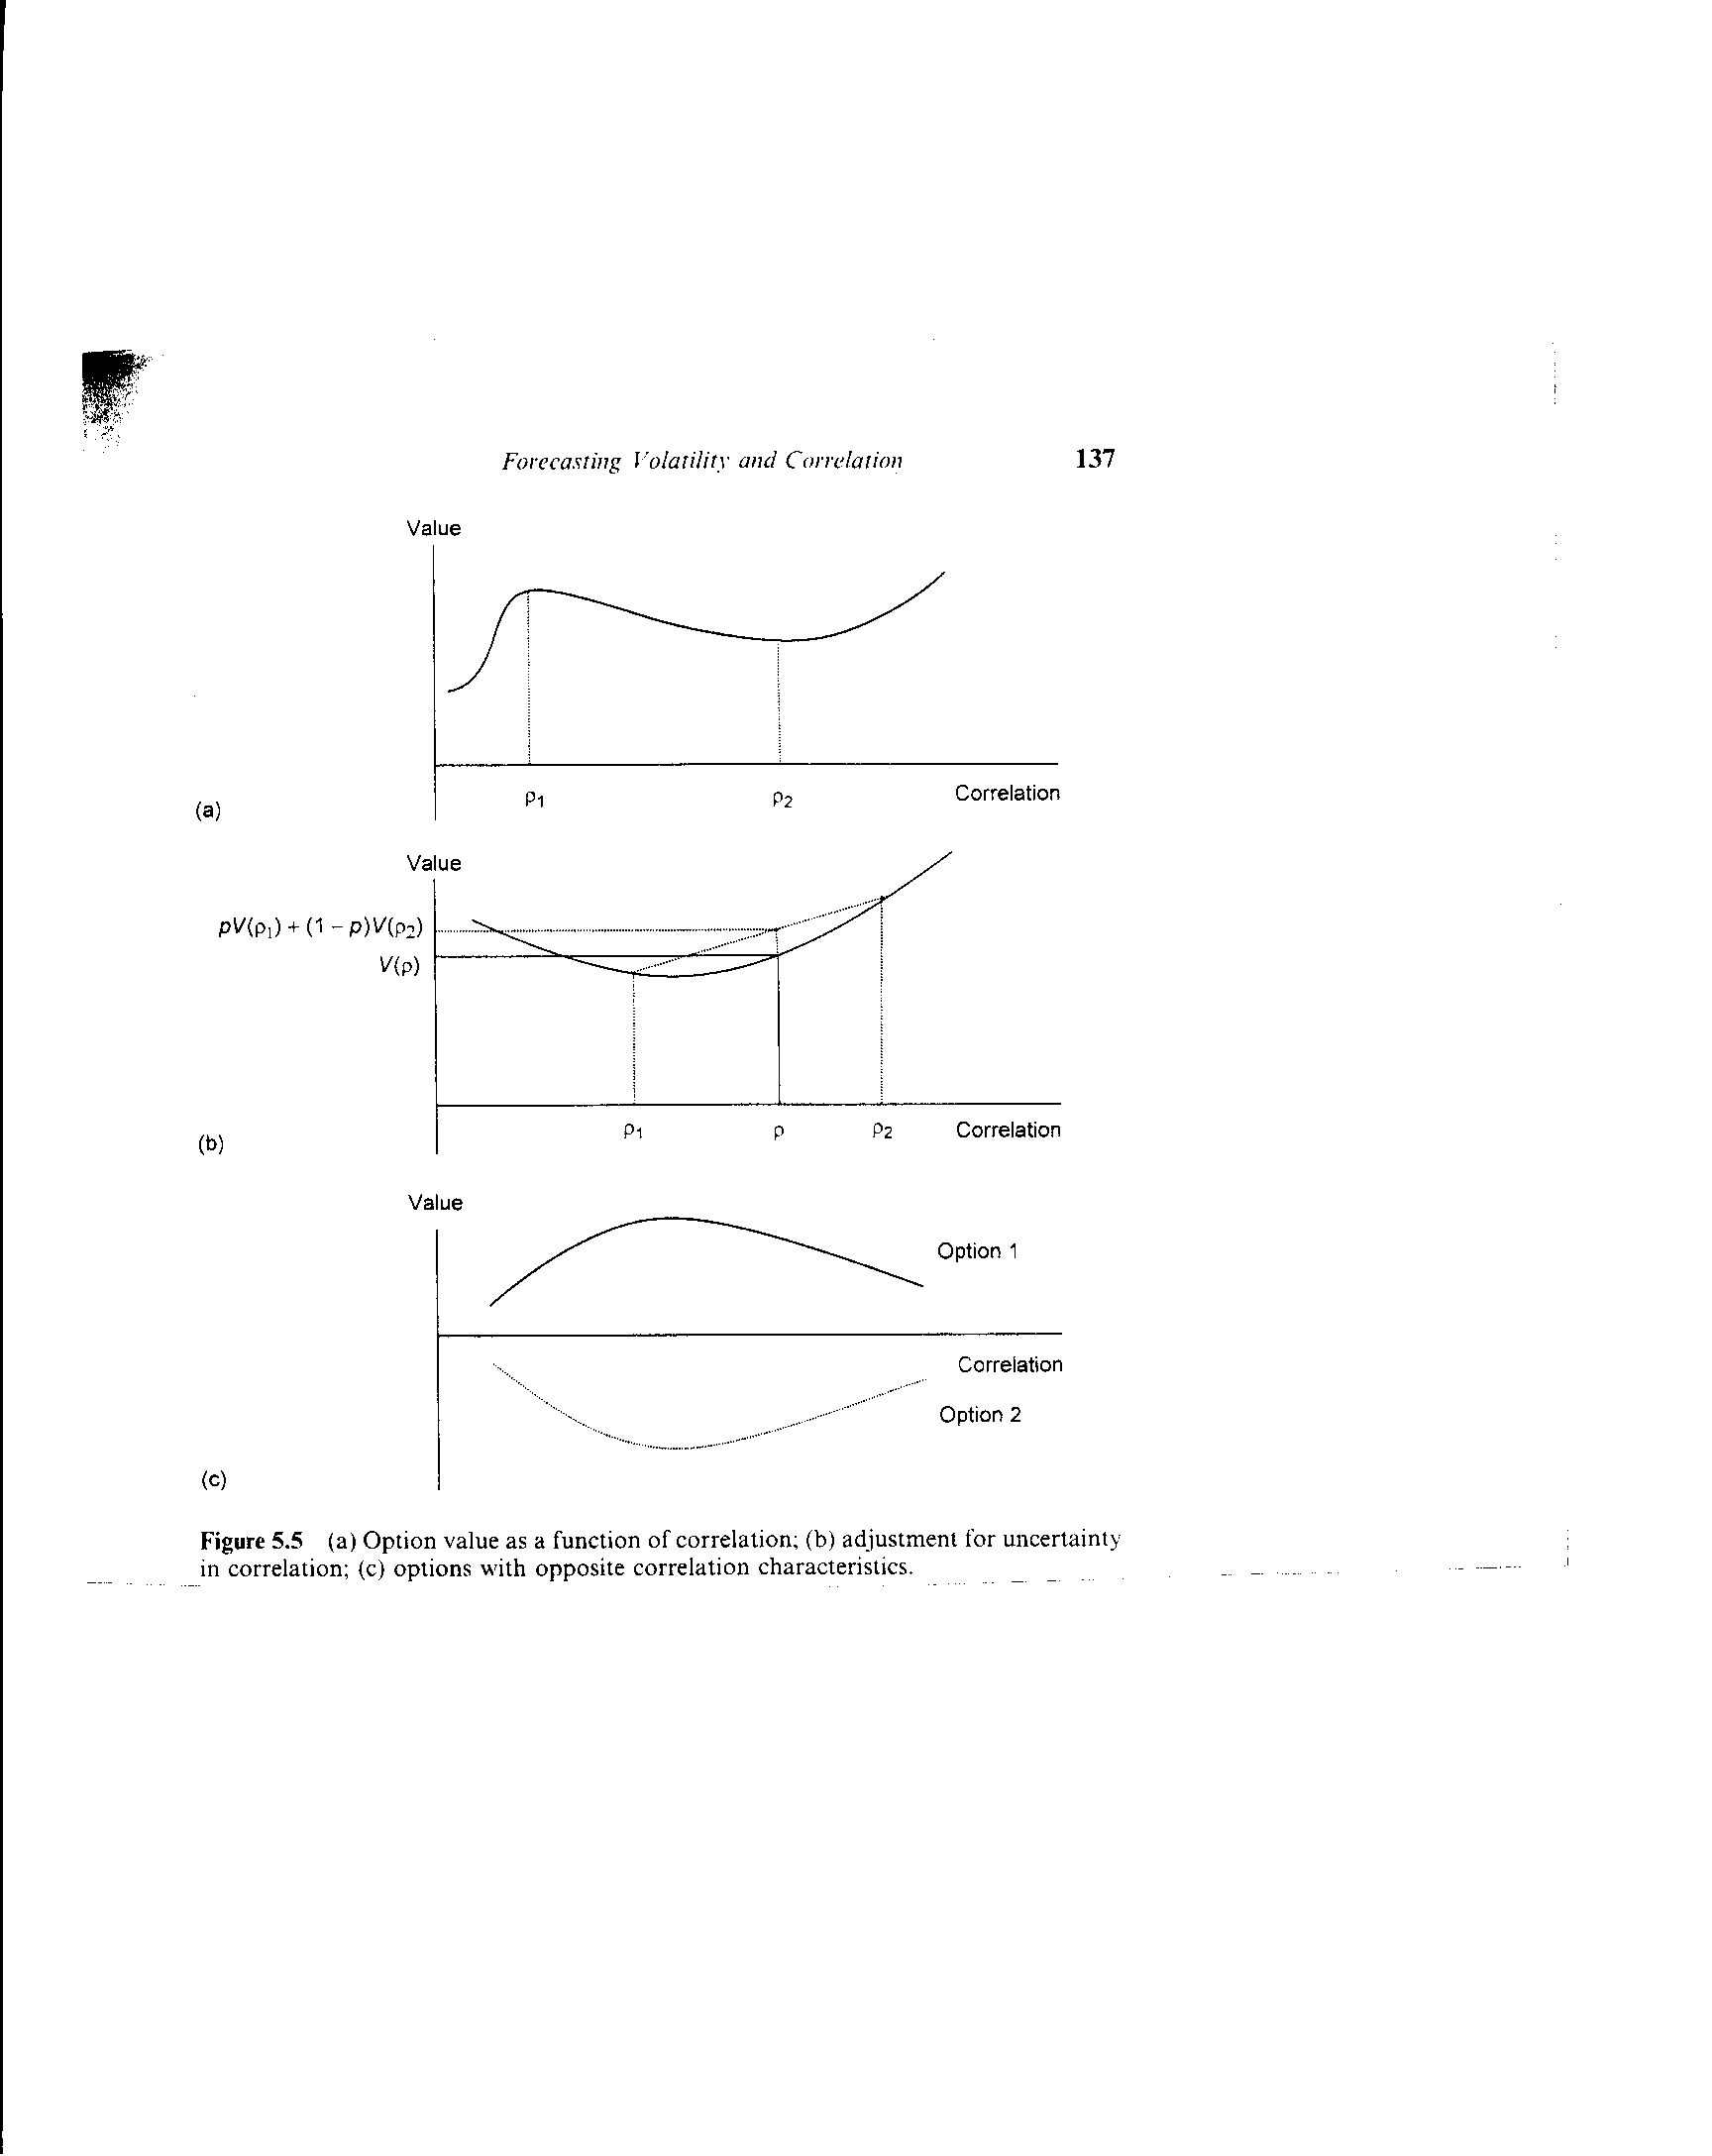 Forecasting Volatility and Correlation 137
Value
ρ1 ρ2 Correlation
(a)
Value
pV(ρ1) + (1 – p)V(ρ2)
V(ρ)
ρ1 ρ ρ2 Correlation
(b)
Value
Option 1
Correlation
Option 2
(c)
Figure 5.5 (a) Option value as a function of correlation; (b) adjustment for uncertainty
in correlation; (c) options with opposite correlation characteristics.